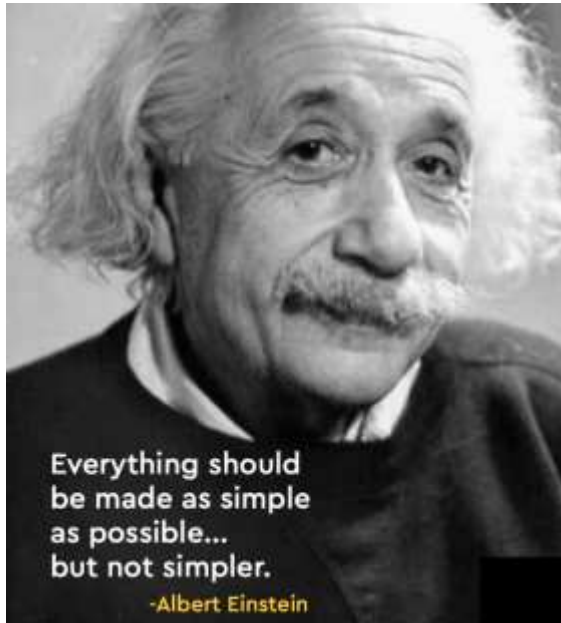 Everything should
be made as simple
as possible...
but not simpler.
-Albert Einstein